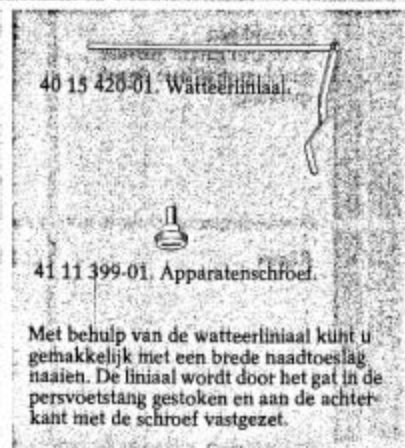 40 15 420-01. Watteerliniaal.
41 11 399-01. Apparatenschroef.
Met behulp van de watteerliniaal kunt u
gemakkelijk met een brede naadtoeslag
naaien. De liniaal wordt door het gat in de
persvoetstang gestoken en aan de achter-
kant met de schroef vastgezet.